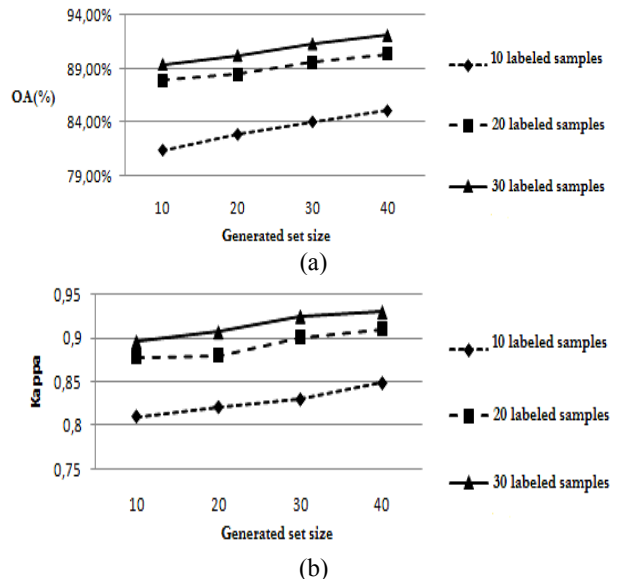 94,00%
89,00%
OA(%)
84,00%
79,00%
10 20 30 40
Generated set size
10 labeled samples
20 labeled samples
30 labeled samples
(a)
0,95
0,9
Kappa
0,85
0,8
0,75
10 20 30 40
Generated set size
10 labeled samples
20 labeled samples
30 labeled samples
(b)